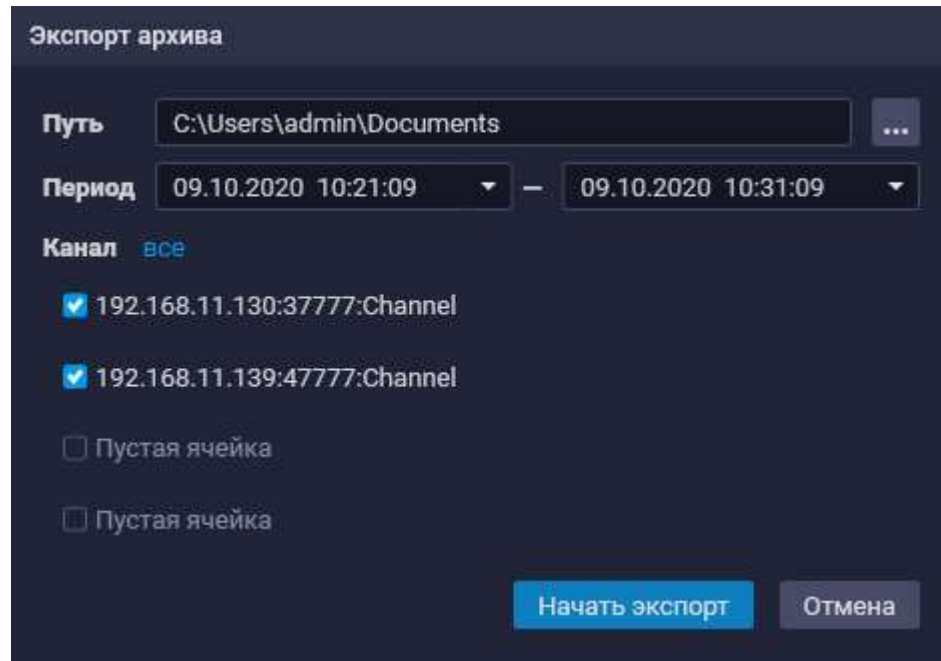 Экспорт архива
Путь C:\Users\admin\Documents ...
Период 09.10.2020 10:21:09 – 09.10.2020 10:31:09
Канал все
192.168.11.130:37777:Channel
192.168.11.139:47777:Channel
Пустая ячейка
Пустая ячейка
Начать экспорт Отмена